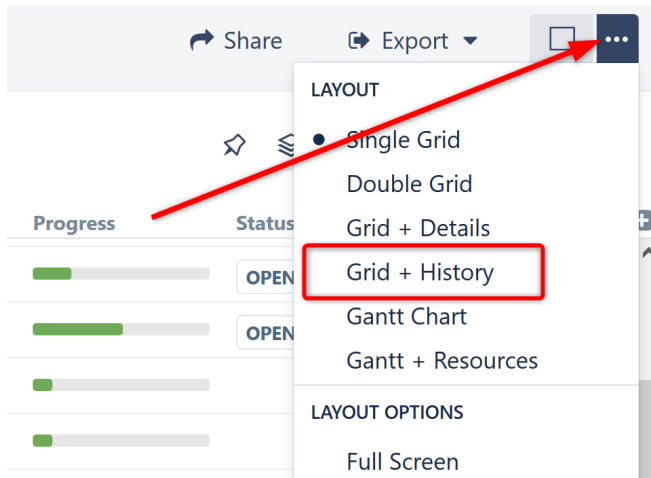 Share Export
LAYOUT
Single Grid
Double Grid
Progress Status Grid + Details
OPEN Grid + History
OPEN Gantt Chart
Gantt + Resources
LAYOUT OPTIONS
Full Screen